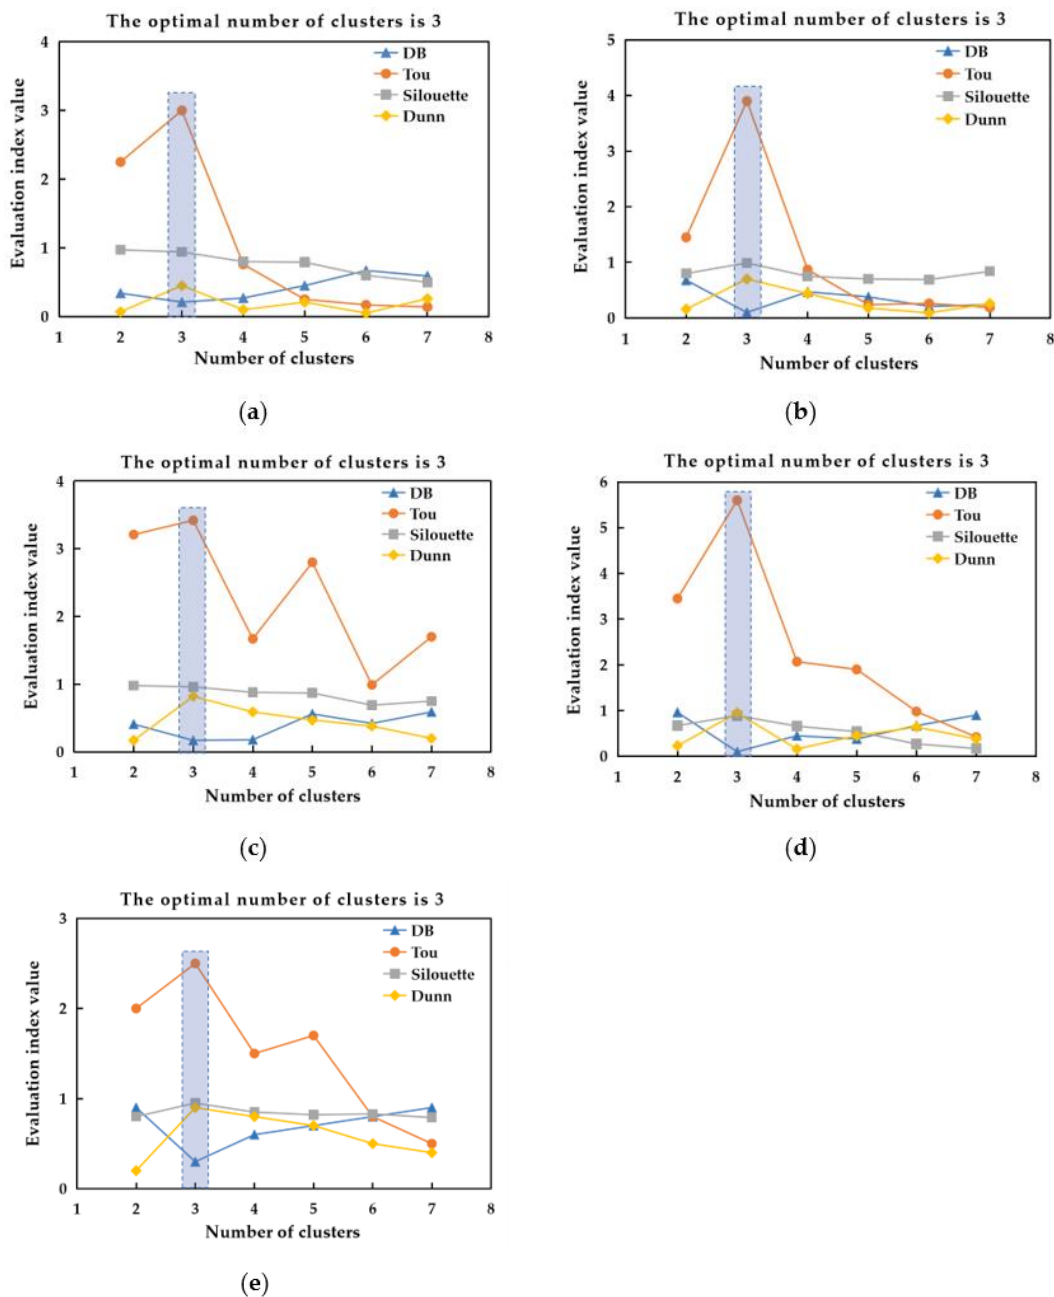 The optimal number of clusters is 3
4
3
2
1
0
Evaluation index value
DB
Tou
Silouette
Dunn
1 2 3 4 5 6 7 8
Number of clusters
(a)
The optimal number of clusters is 3
5
4
3
2
1
0
Evaluation index value
DB
Tou
Silouette
Dunn
1 2 3 4 5 6 7 8
Number of clusters
(b)
The optimal number of clusters is 3
4
3
2
1
0
Evaluation index value
DB
Tou
Silouette
Dunn
1 2 3 4 5 6 7 8
Number of clusters
(c)
The optimal number of clusters is 3
6
5
4
3
2
1
0
Evaluation index value
DB
Tou
Silouette
Dunn
1 2 3 4 5 6 7 8
Number of clusters
(d)
The optimal number of clusters is 3
3
2
1
0
Evaluation index value
DB
Tou
Silouette
Dunn
1 2 3 4 5 6 7 8
Number of clusters
(e)